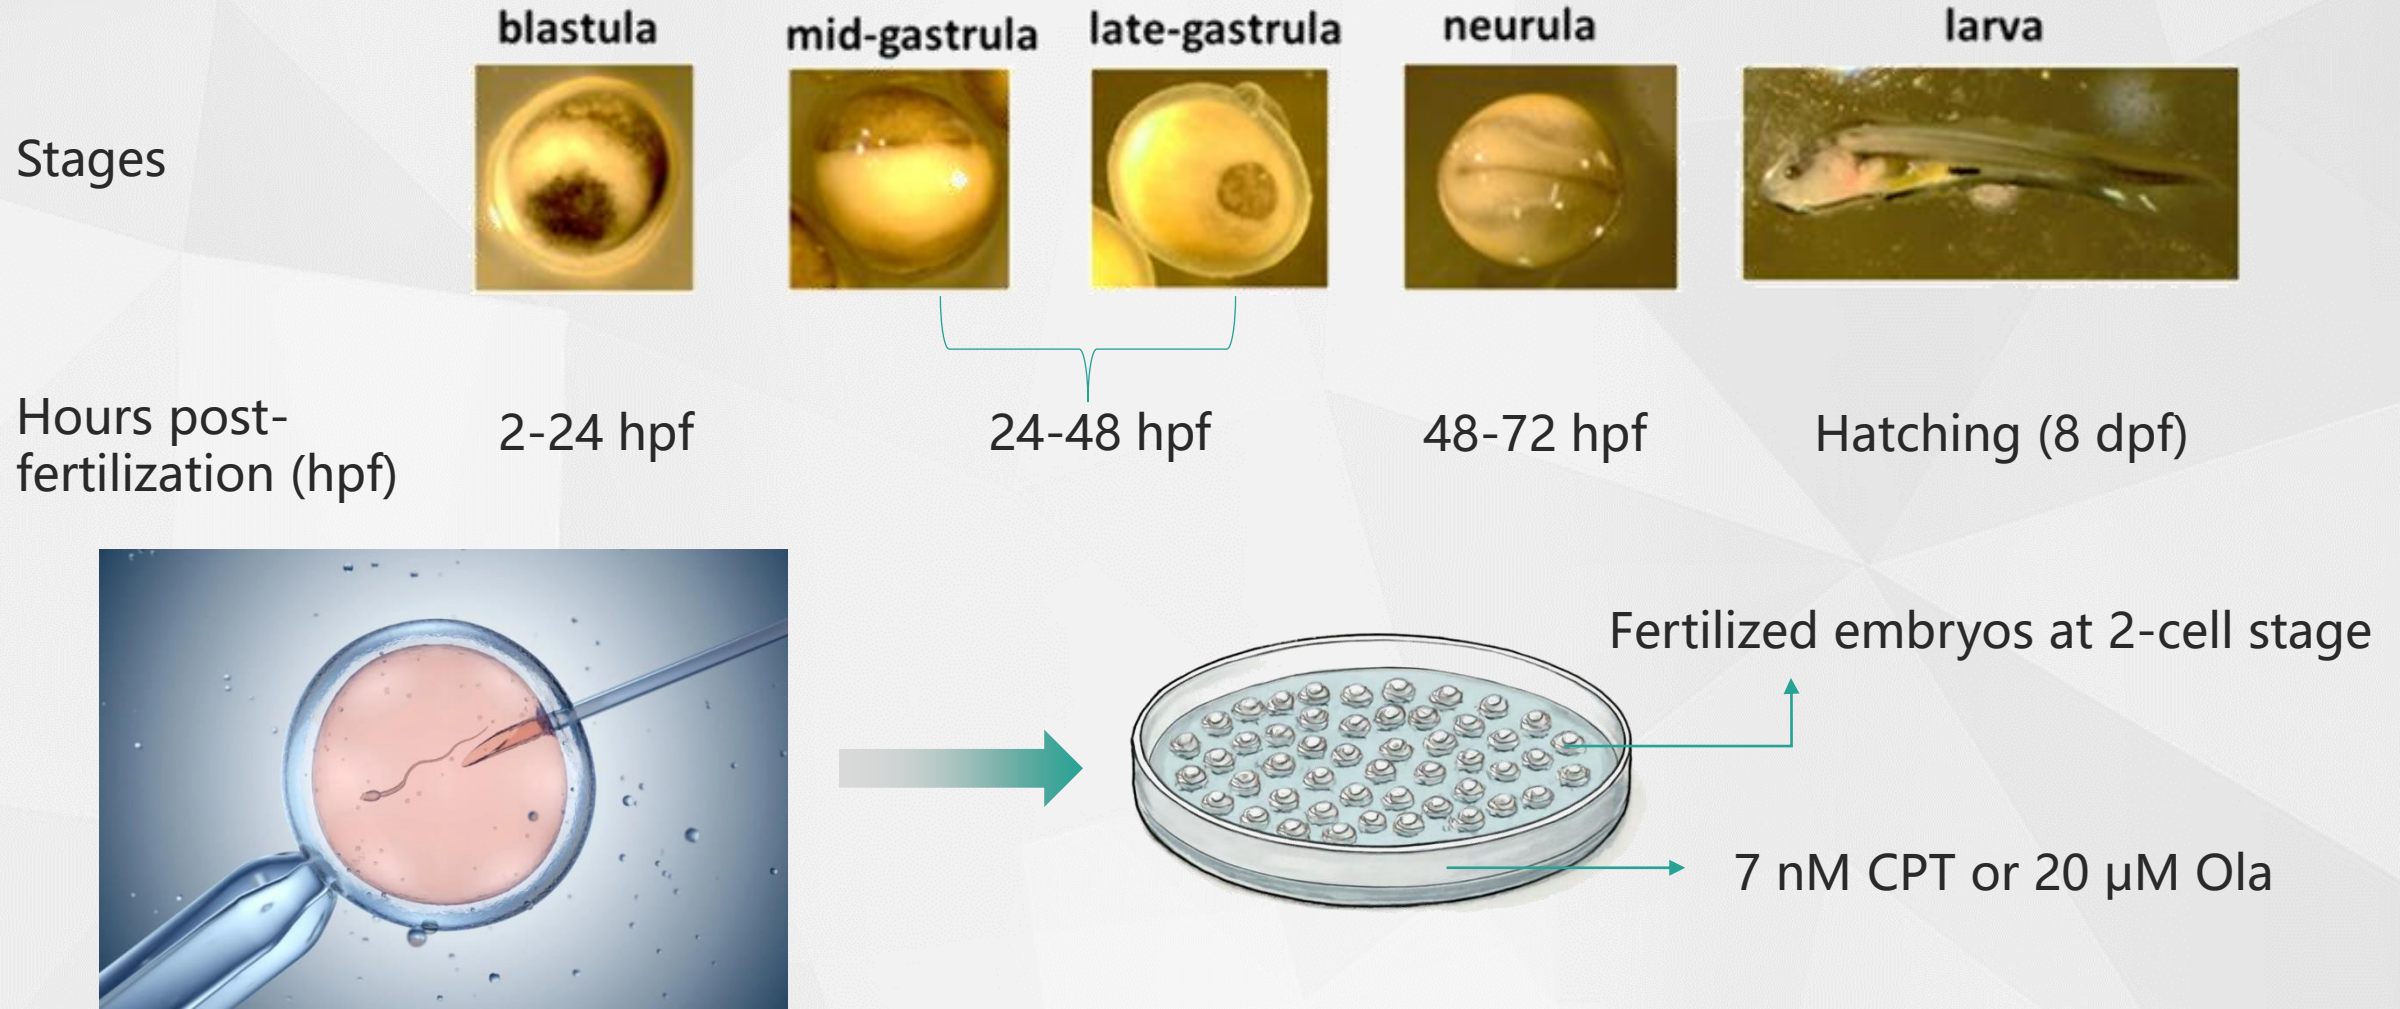 blastula
mid-gastrula
late-gastrula
neurula
larva
Stages
Hours post-
fertilization (hpf)
2-24 hpf
24-48 hpf
48-72 hpf
Hatching (8 dpf)
Fertilized embryos at 2-cell stage
7 nM CPT or 20 μM Ola